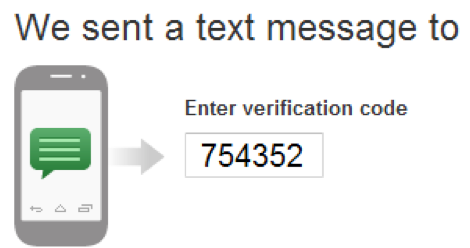 We sent a text message to
Enter verification code
754352